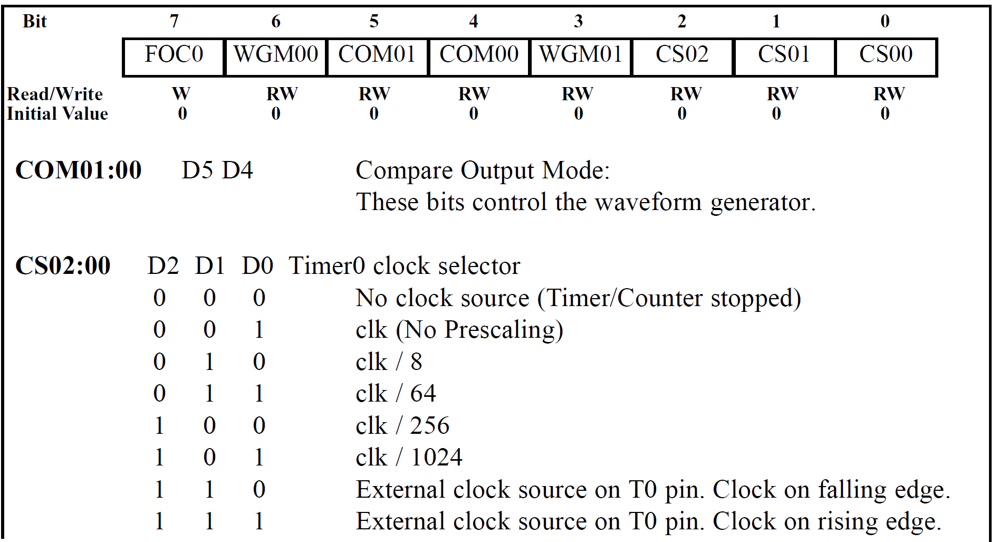 Bit 7 6 5 4 3 2 1 0
FOC0 WGM00 COM01 COM00 WGM01 CS02 CS01 CS00
Read/Write W RW RW RW RW RW RW RW
Initial Value 0 0 0 0 0 0 0 0
COM01:00 D5 D4 Compare Output Mode:
These bits control the waveform generator.
CS02:00 D2 D1 D0 Timer0 clock selector
0 0 0 No clock source (Timer/Counter stopped)
0 0 1 clk (No Prescaling)
0 1 0 clk / 8
0 1 1 clk / 64
1 0 0 clk / 256
1 0 1 clk / 1024
1 1 0 External clock source on T0 pin. Clock on falling edge.
1 1 1 External clock source on T0 pin. Clock on rising edge.